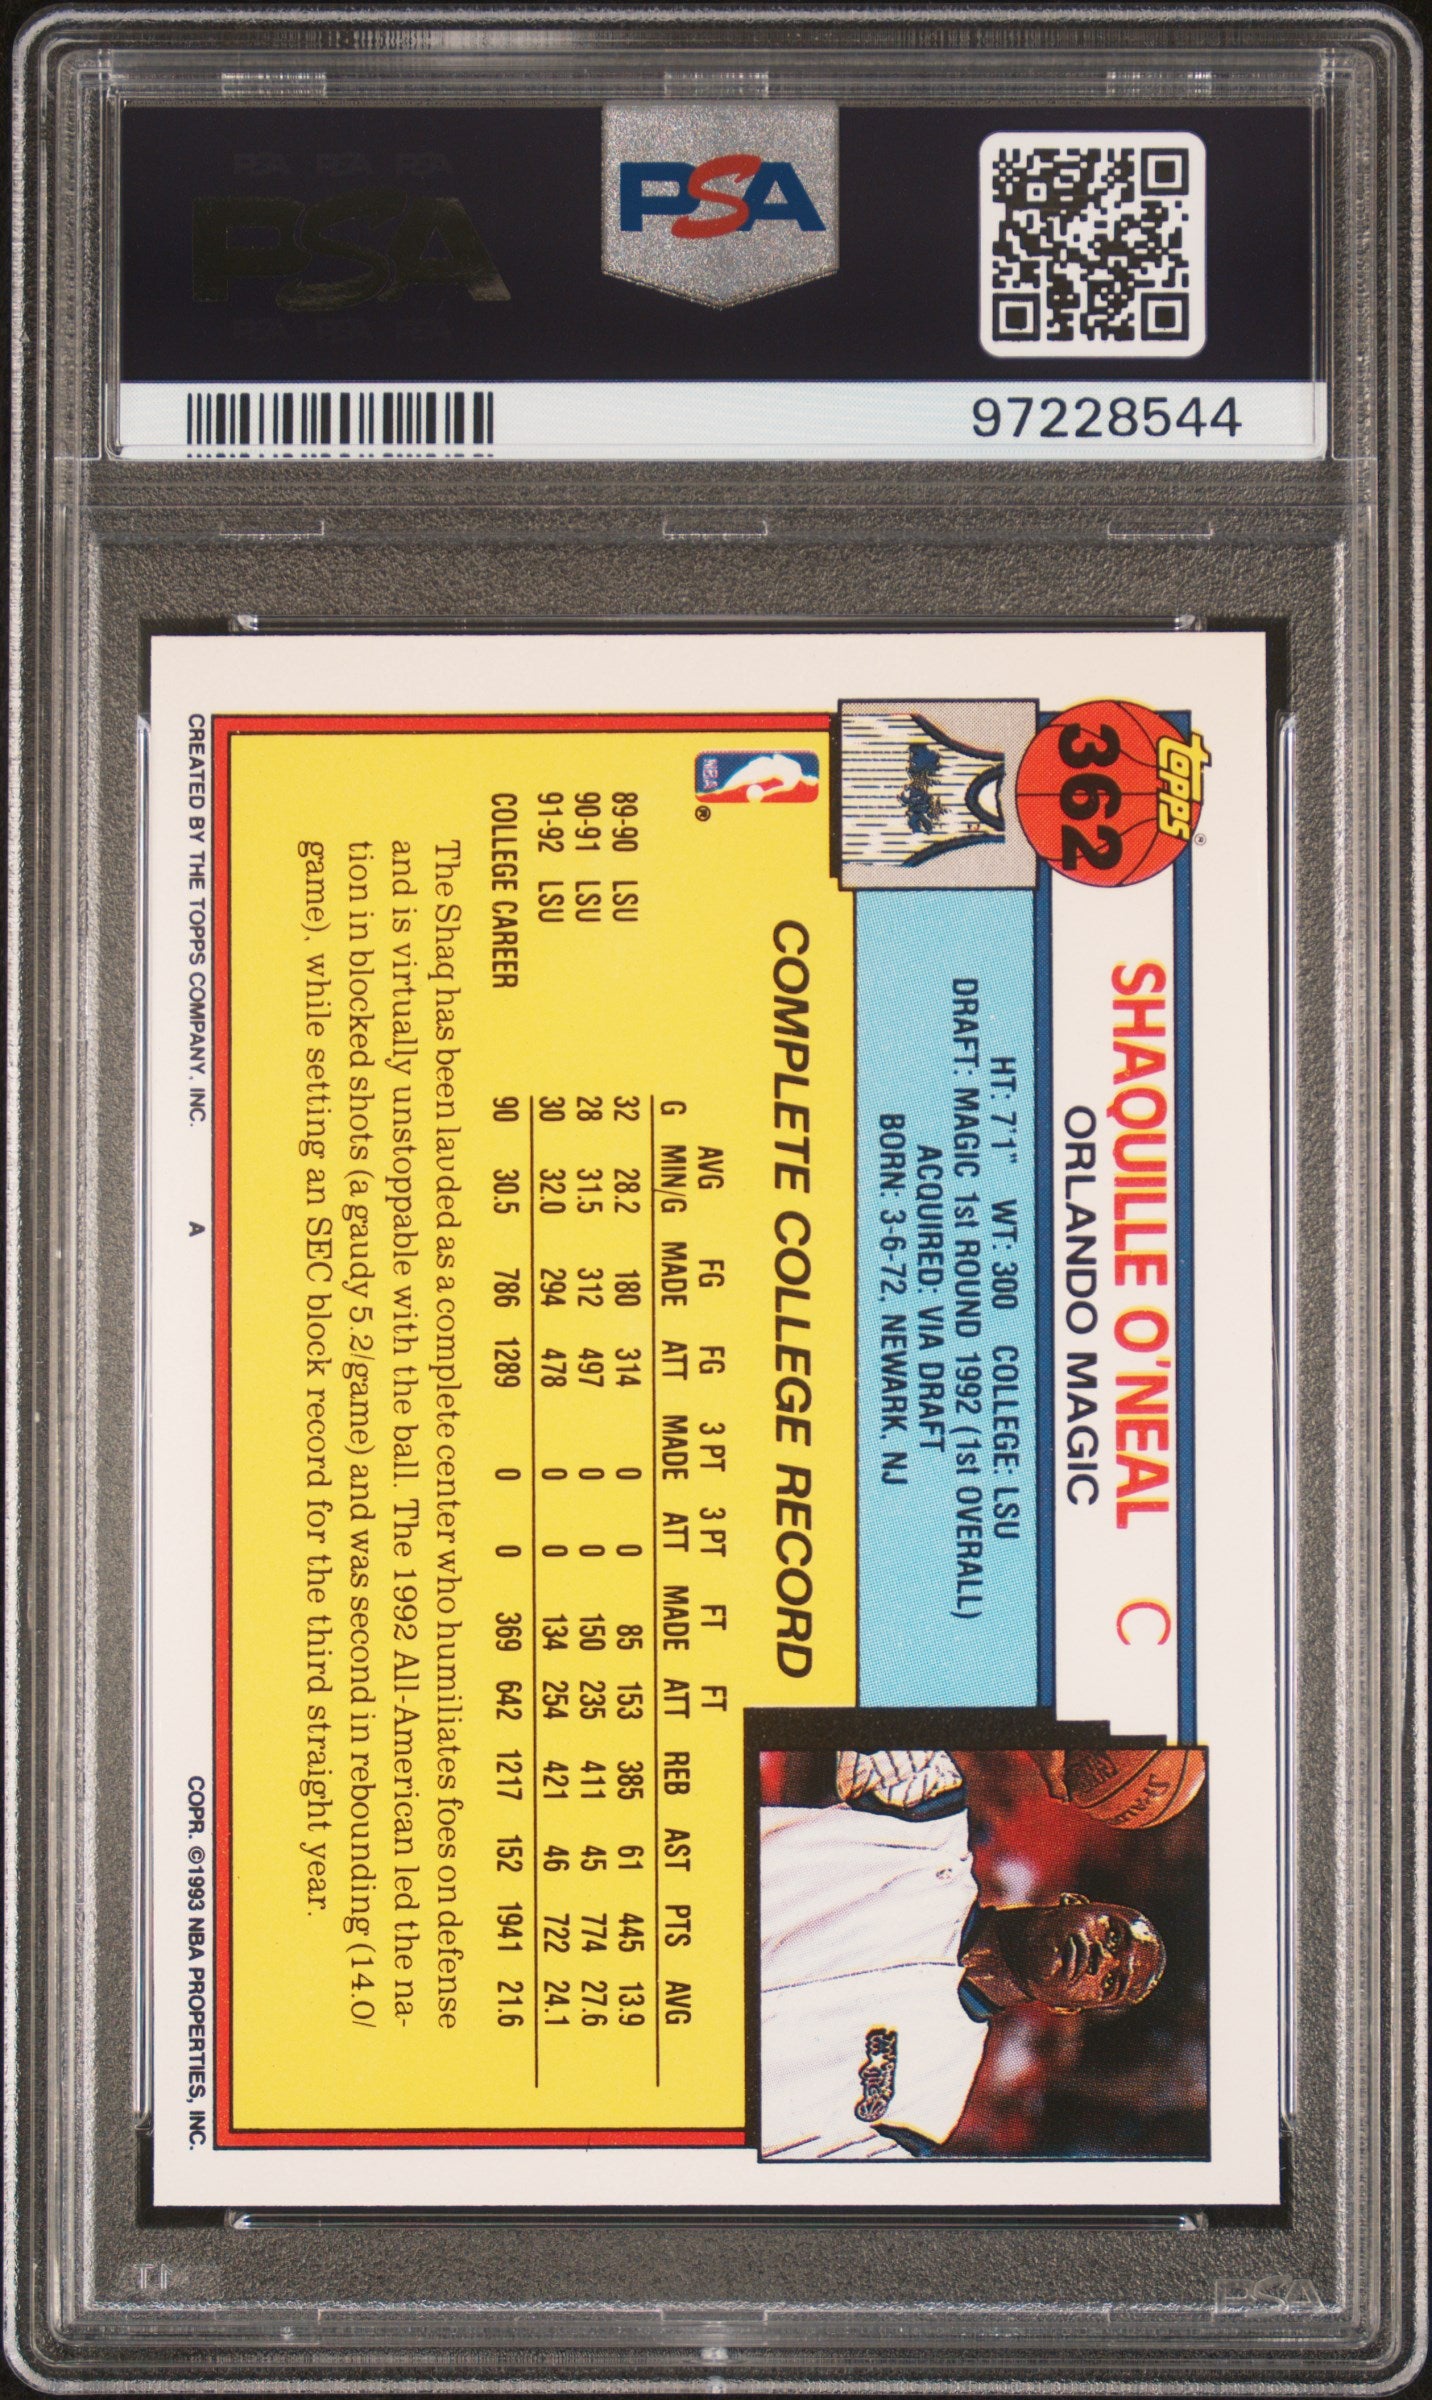 PSA PSA PSA
PSA
PSA PSA PSA
PSA
97228544
topps®
362
SHAQUILLE O'NEAL C
ORLANDO MAGIC
HT: 7'1" WT: 300 COLLEGE: LSU
DRAFT: MAGIC 1st ROUND 1992 (1st OVERALL)
ACQUIRED: VIA DRAFT
BORN: 3-6-72, NEWARK, NJ
NBA ®
COMPLETE COLLEGE RECORD
AVG FG FG 3 PT 3 PT FT FT
G MIN/G MADE ATT MADE ATT MADE ATT REB AST PTS AVG
89-90 LSU 32 28.2 180 314 0 0 85 153 385 61 445 13.9
90-91 LSU 28 31.5 312 497 0 0 150 235 411 45 774 27.6
91-92 LSU 30 32.0 294 478 0 0 134 254 421 46 722 24.1
COLLEGE CAREER 90 30.5 786 1289 0 0 369 642 1217 152 1941 21.6
The Shaq has been lauded as a complete center who humiliates foes on defense
and is virtually unstoppable with the ball. The 1992 All-American led the na-
tion in blocked shots (a gaudy 5.2/game) and was second in rebounding (14.0/
game), while setting an SEC block record for the third straight year.
CREATED BY THE TOPPS COMPANY, INC. A COPR. ©1993 NBA PROPERTIES, INC.
PSA